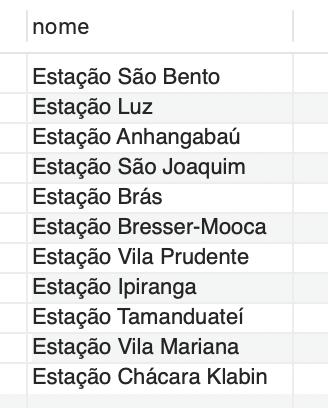 nome
Estação São Bento
Estação Luz
Estação Anhangabaú
Estação São Joaquim
Estação Brás
Estação Bresser-Mooca
Estação Vila Prudente
Estação Ipiranga
Estação Tamanduateí
Estação Vila Mariana
Estação Chácara Klabin